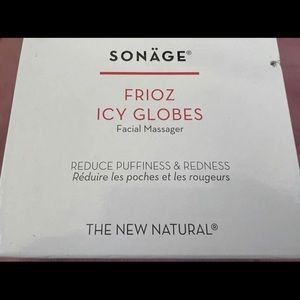 SONÄGE®
FRIOZ
ICY GLOBES
Facial Massager
REDUCE PUFFINESS & REDNESS
Réduire les poches et les rougeurs
THE NEW NATURAL®